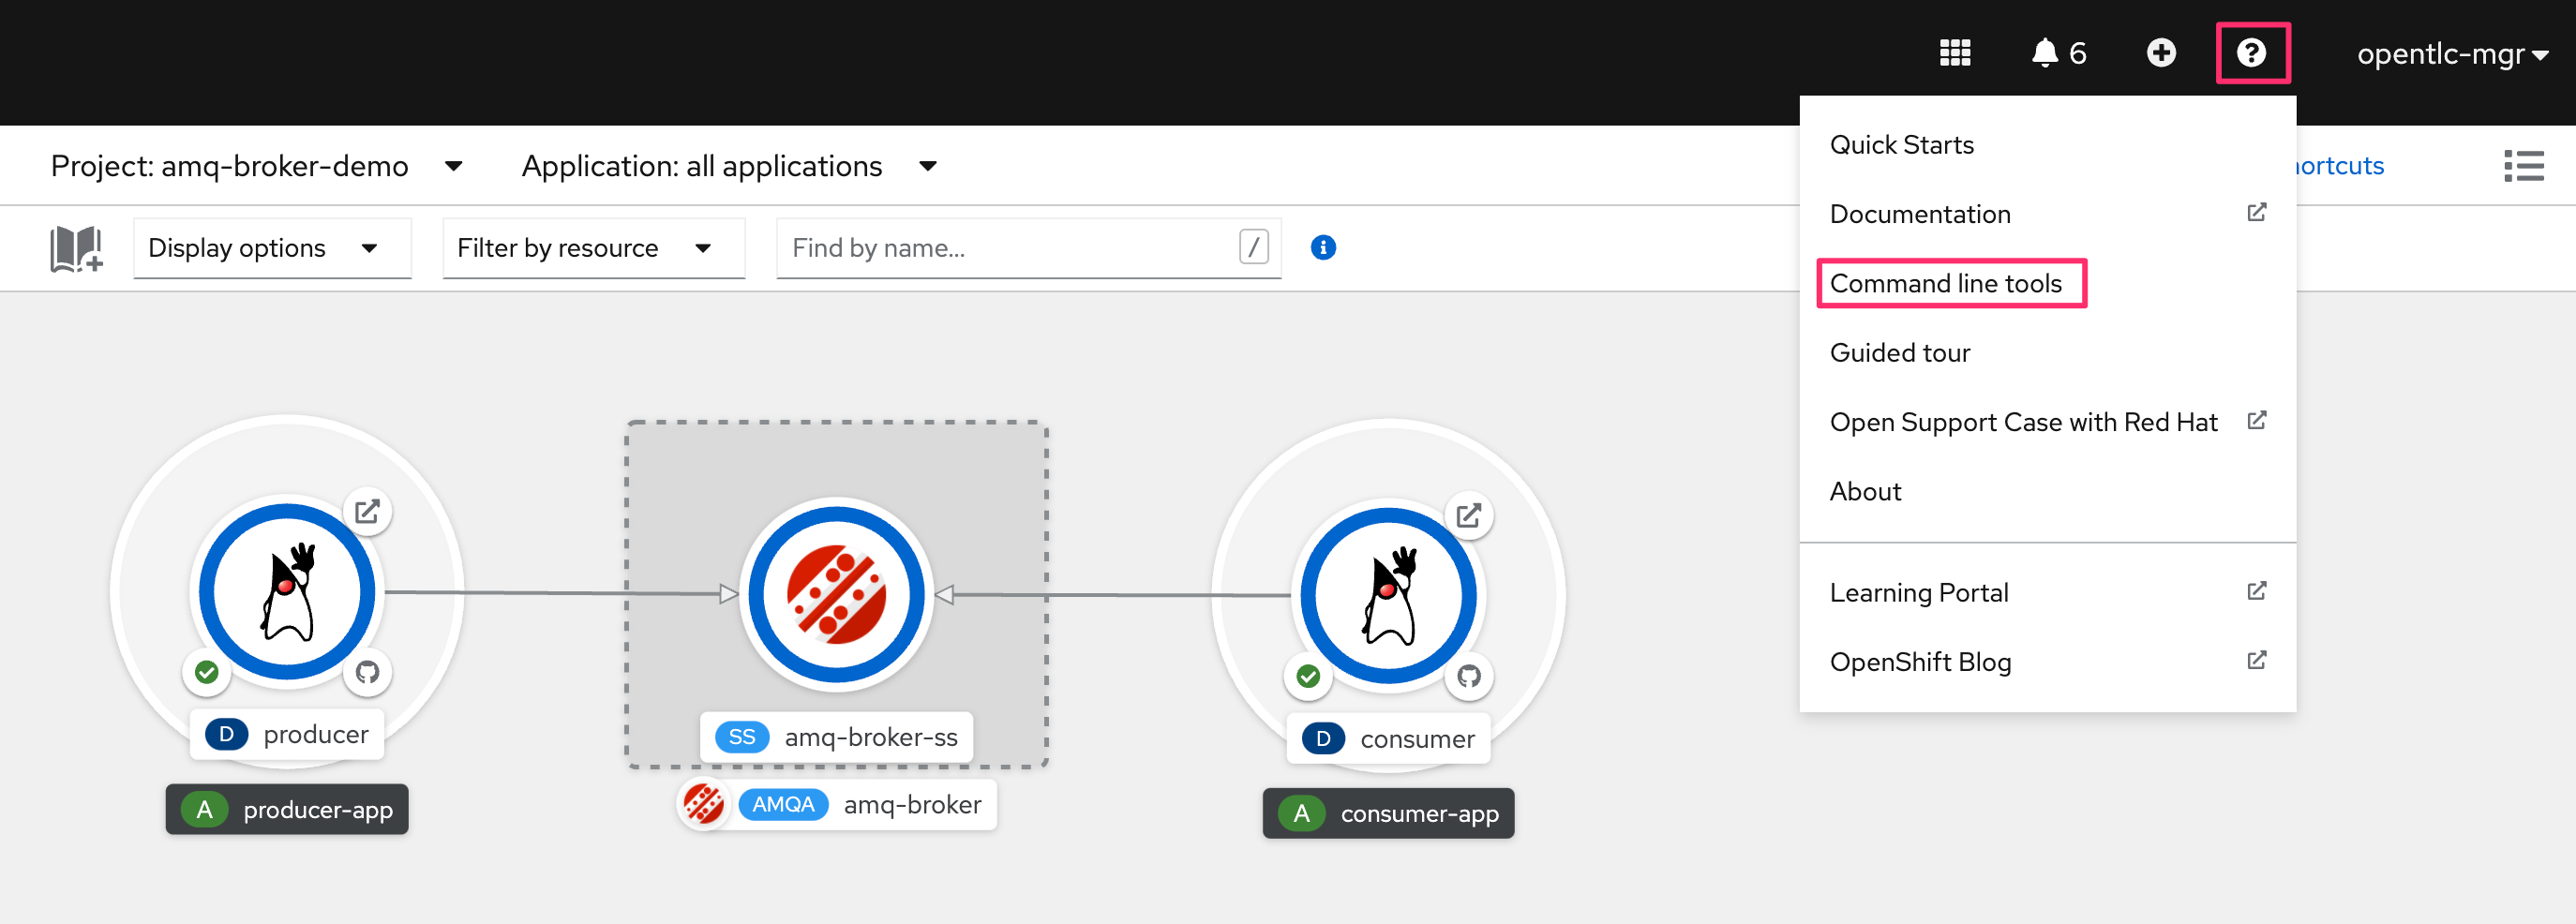 6
opentlc-mgr
Project: amq-broker-demo
Application: all applications
ortcuts
Display options
Filter by resource
Find by name...
/
Quick Starts
Documentation
Command line tools
Guided tour
Open Support Case with Red Hat
About
Learning Portal
OpenShift Blog
D producer
A producer-app
SS amq-broker-ss
AMQA amq-broker
D consumer
A consumer-app